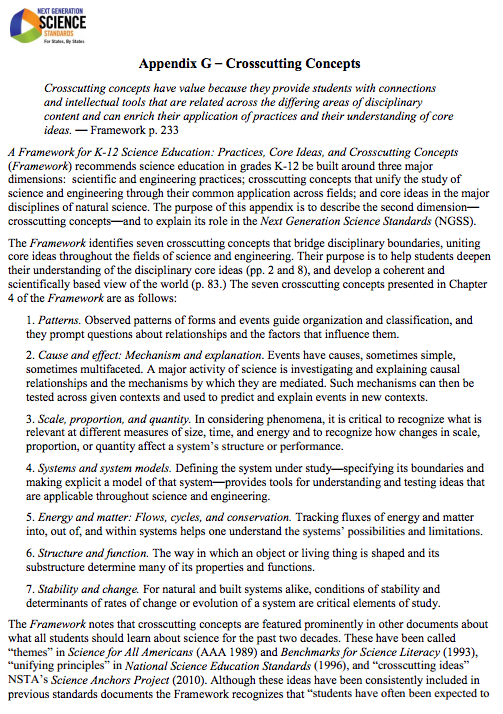 NEXT GENERATION
SCIENCE
STANDARDS
For States, By States
Appendix G – Crosscutting Concepts
Crosscutting concepts have value because they provide students with connections
and intellectual tools that are related across the differing areas of disciplinary
content and can enrich their application of practices and their understanding of core
ideas. — Framework p. 233
A Framework for K-12 Science Education: Practices, Core Ideas, and Crosscutting Concepts
(Framework) recommends science education in grades K-12 be built around three major
dimensions: scientific and engineering practices; crosscutting concepts that unify the study of
science and engineering through their common application across fields; and core ideas in the major
disciplines of natural science. The purpose of this appendix is to describe the second dimension—
crosscutting concepts—and to explain its role in the Next Generation Science Standards (NGSS).
The Framework identifies seven crosscutting concepts that bridge disciplinary boundaries, uniting
core ideas throughout the fields of science and engineering. Their purpose is to help students deepen
their understanding of the disciplinary core ideas (pp. 2 and 8), and develop a coherent and
scientifically based view of the world (p. 83.) The seven crosscutting concepts presented in Chapter
4 of the Framework are as follows:
1. Patterns. Observed patterns of forms and events guide organization and classification, and
they prompt questions about relationships and the factors that influence them.
2. Cause and effect: Mechanism and explanation. Events have causes, sometimes simple,
sometimes multifaceted. A major activity of science is investigating and explaining causal
relationships and the mechanisms by which they are mediated. Such mechanisms can then be
tested across given contexts and used to predict and explain events in new contexts.
3. Scale, proportion, and quantity. In considering phenomena, it is critical to recognize what is
relevant at different measures of size, time, and energy and to recognize how changes in scale,
proportion, or quantity affect a system's structure or performance.
4. Systems and system models. Defining the system under study—specifying its boundaries and
making explicit a model of that system—provides tools for understanding and testing ideas that
are applicable throughout science and engineering.
5. Energy and matter: Flows, cycles, and conservation. Tracking fluxes of energy and matter
into, out of, and within systems helps one understand the systems' possibilities and limitations.
6. Structure and function. The way in which an object or living thing is shaped and its
substructure determine many of its properties and functions.
7. Stability and change. For natural and built systems alike, conditions of stability and
determinants of rates of change or evolution of a system are critical elements of study.
The Framework notes that crosscutting concepts are featured prominently in other documents about
what all students should learn about science for the past two decades. These have been called
“themes” in Science for All Americans (AAA 1989) and Benchmarks for Science Literacy (1993),
“unifying principles” in National Science Education Standards (1996), and “crosscutting ideas”
NSTA's Science Anchors Project (2010). Although these ideas have been consistently included in
previous standards documents the Framework recognizes that “students have often been expected to